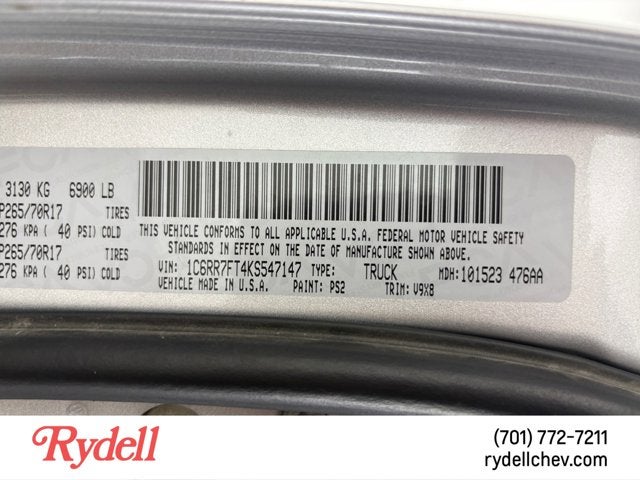 3130 KG 6900 LB
P265/70R17 TIRES
276 KPA ( 40 PSI) COLD
P265/70R17 TIRES
276 KPA ( 40 PSI) COLD
THIS VEHICLE CONFORMS TO ALL APPLICABLE U.S.A. FEDERAL MOTOR VEHICLE SAFETY
STANDARDS IN EFFECT ON THE DATE OF MANUFACTURE SHOWN ABOVE.
VIN: 1C6RR7FT4KS547147 TYPE: TRUCK MDH: 101523 476AA
VEHICLE MADE IN U.S.A. PAINT: PS2 TRIM: V9X8
Rydell
(701) 772-7211
rydellchev.com